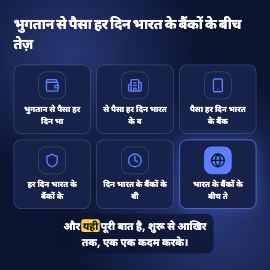 भुगतान से पैसा हर दिन भारत के बैंकों के बीच
तेज़
भुगतान से पैसा हर
दिन भा
से पैसा हर दिन भारत
के ब
पैसा हर दिन भारत
के बैंक
हर दिन भारत के
बैंकों के
दिन भारत के बैंकों के
बी
भारत के बैंकों के
बीच ते
और यही पूरी बात है, शुरू से आखिर
तक, एक एक कदम करके।